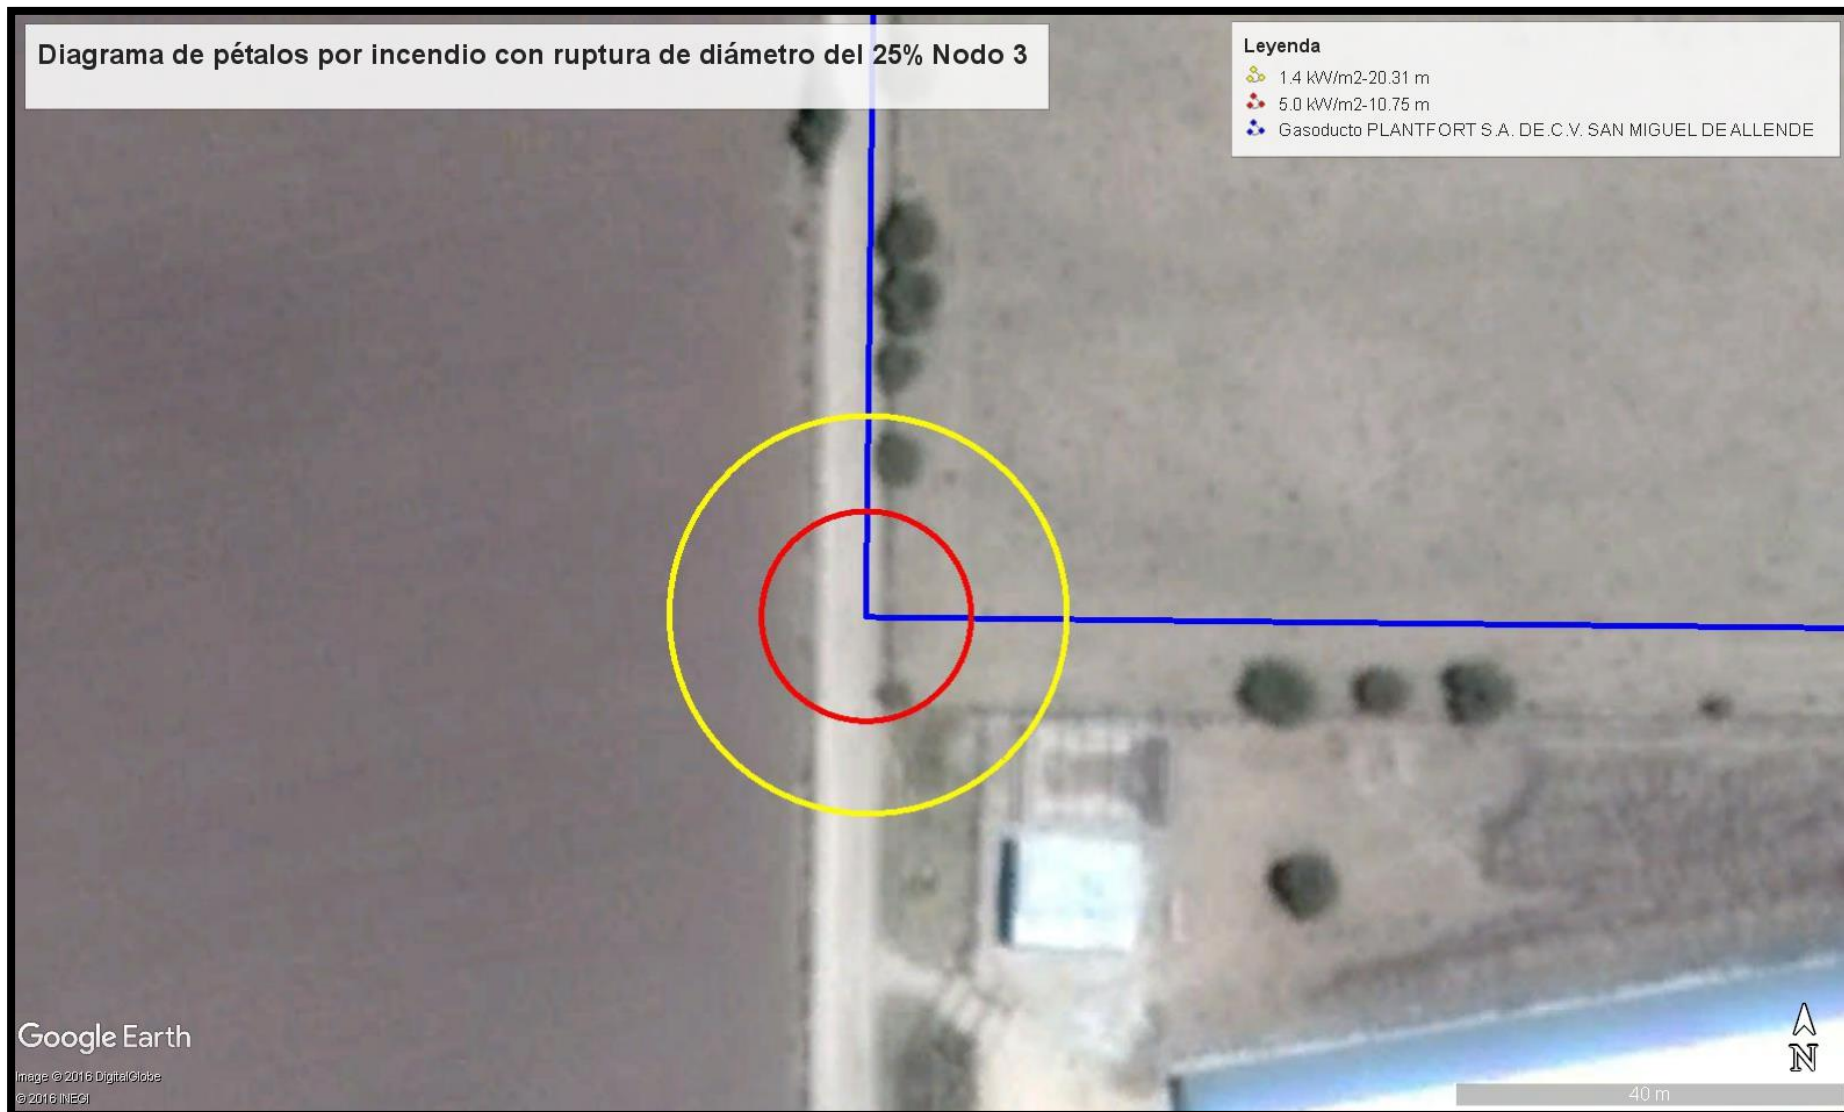 Diagrama de pétalos por incendio con ruptura de diámetro del 25% Nodo 3
Leyenda
1.4 kW/m2-20.31 m
5.0 kW/m2-10.75 m
Gasoducto PLANTFORT S.A. DE.C.V. SAN MIGUEL DE ALLENDE
Google Earth
Image © 2016 DigitalGlobe
© 2016 INEGI
N
40 m